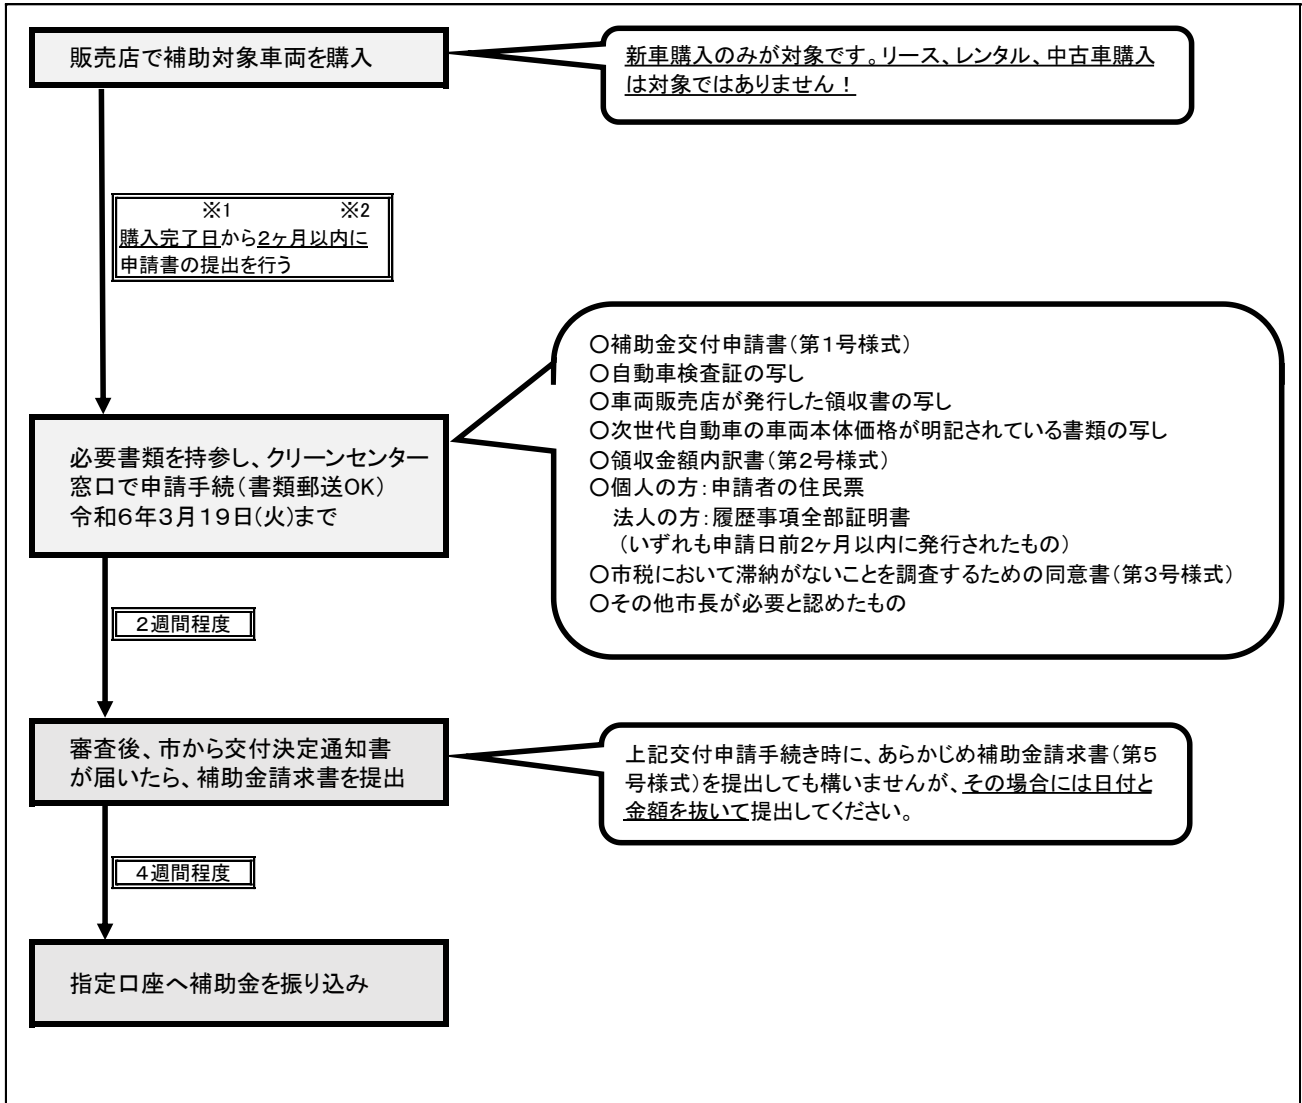 販売店で補助対象車両を購入
新車購入のみが対象です。リース、レンタル、中古車購入
は対象ではありません！
※1 ※2
購入完了日から2ヶ月以内に
申請書の提出を行う
○補助金交付申請書（第1号様式）
○自動車検査証の写し
○車両販売店が発行した領収書の写し
○次世代自動車の車両本体価格が明記されている書類の写し
○領収金額内訳書（第2号様式）
○個人の方：申請者の住民票
法人の方：履歴事項全部証明書
（いずれも申請日前2ヶ月以内に発行されたもの）
○市税において滞納がないことを調査するための同意書（第3号様式）
○その他市長が必要と認めたもの
必要書類を持参し、クリーンセンター
窓口で申請手続（書類郵送OK）
令和6年3月19日(火)まで
2週間程度
審査後、市から交付決定通知書
が届いたら、補助金請求書を提出
上記交付申請手続き時に、あらかじめ補助金請求書（第5
号様式）を提出しても構いませんが、その場合には日付と
金額を抜いて提出してください。
4週間程度
指定口座へ補助金を振り込み